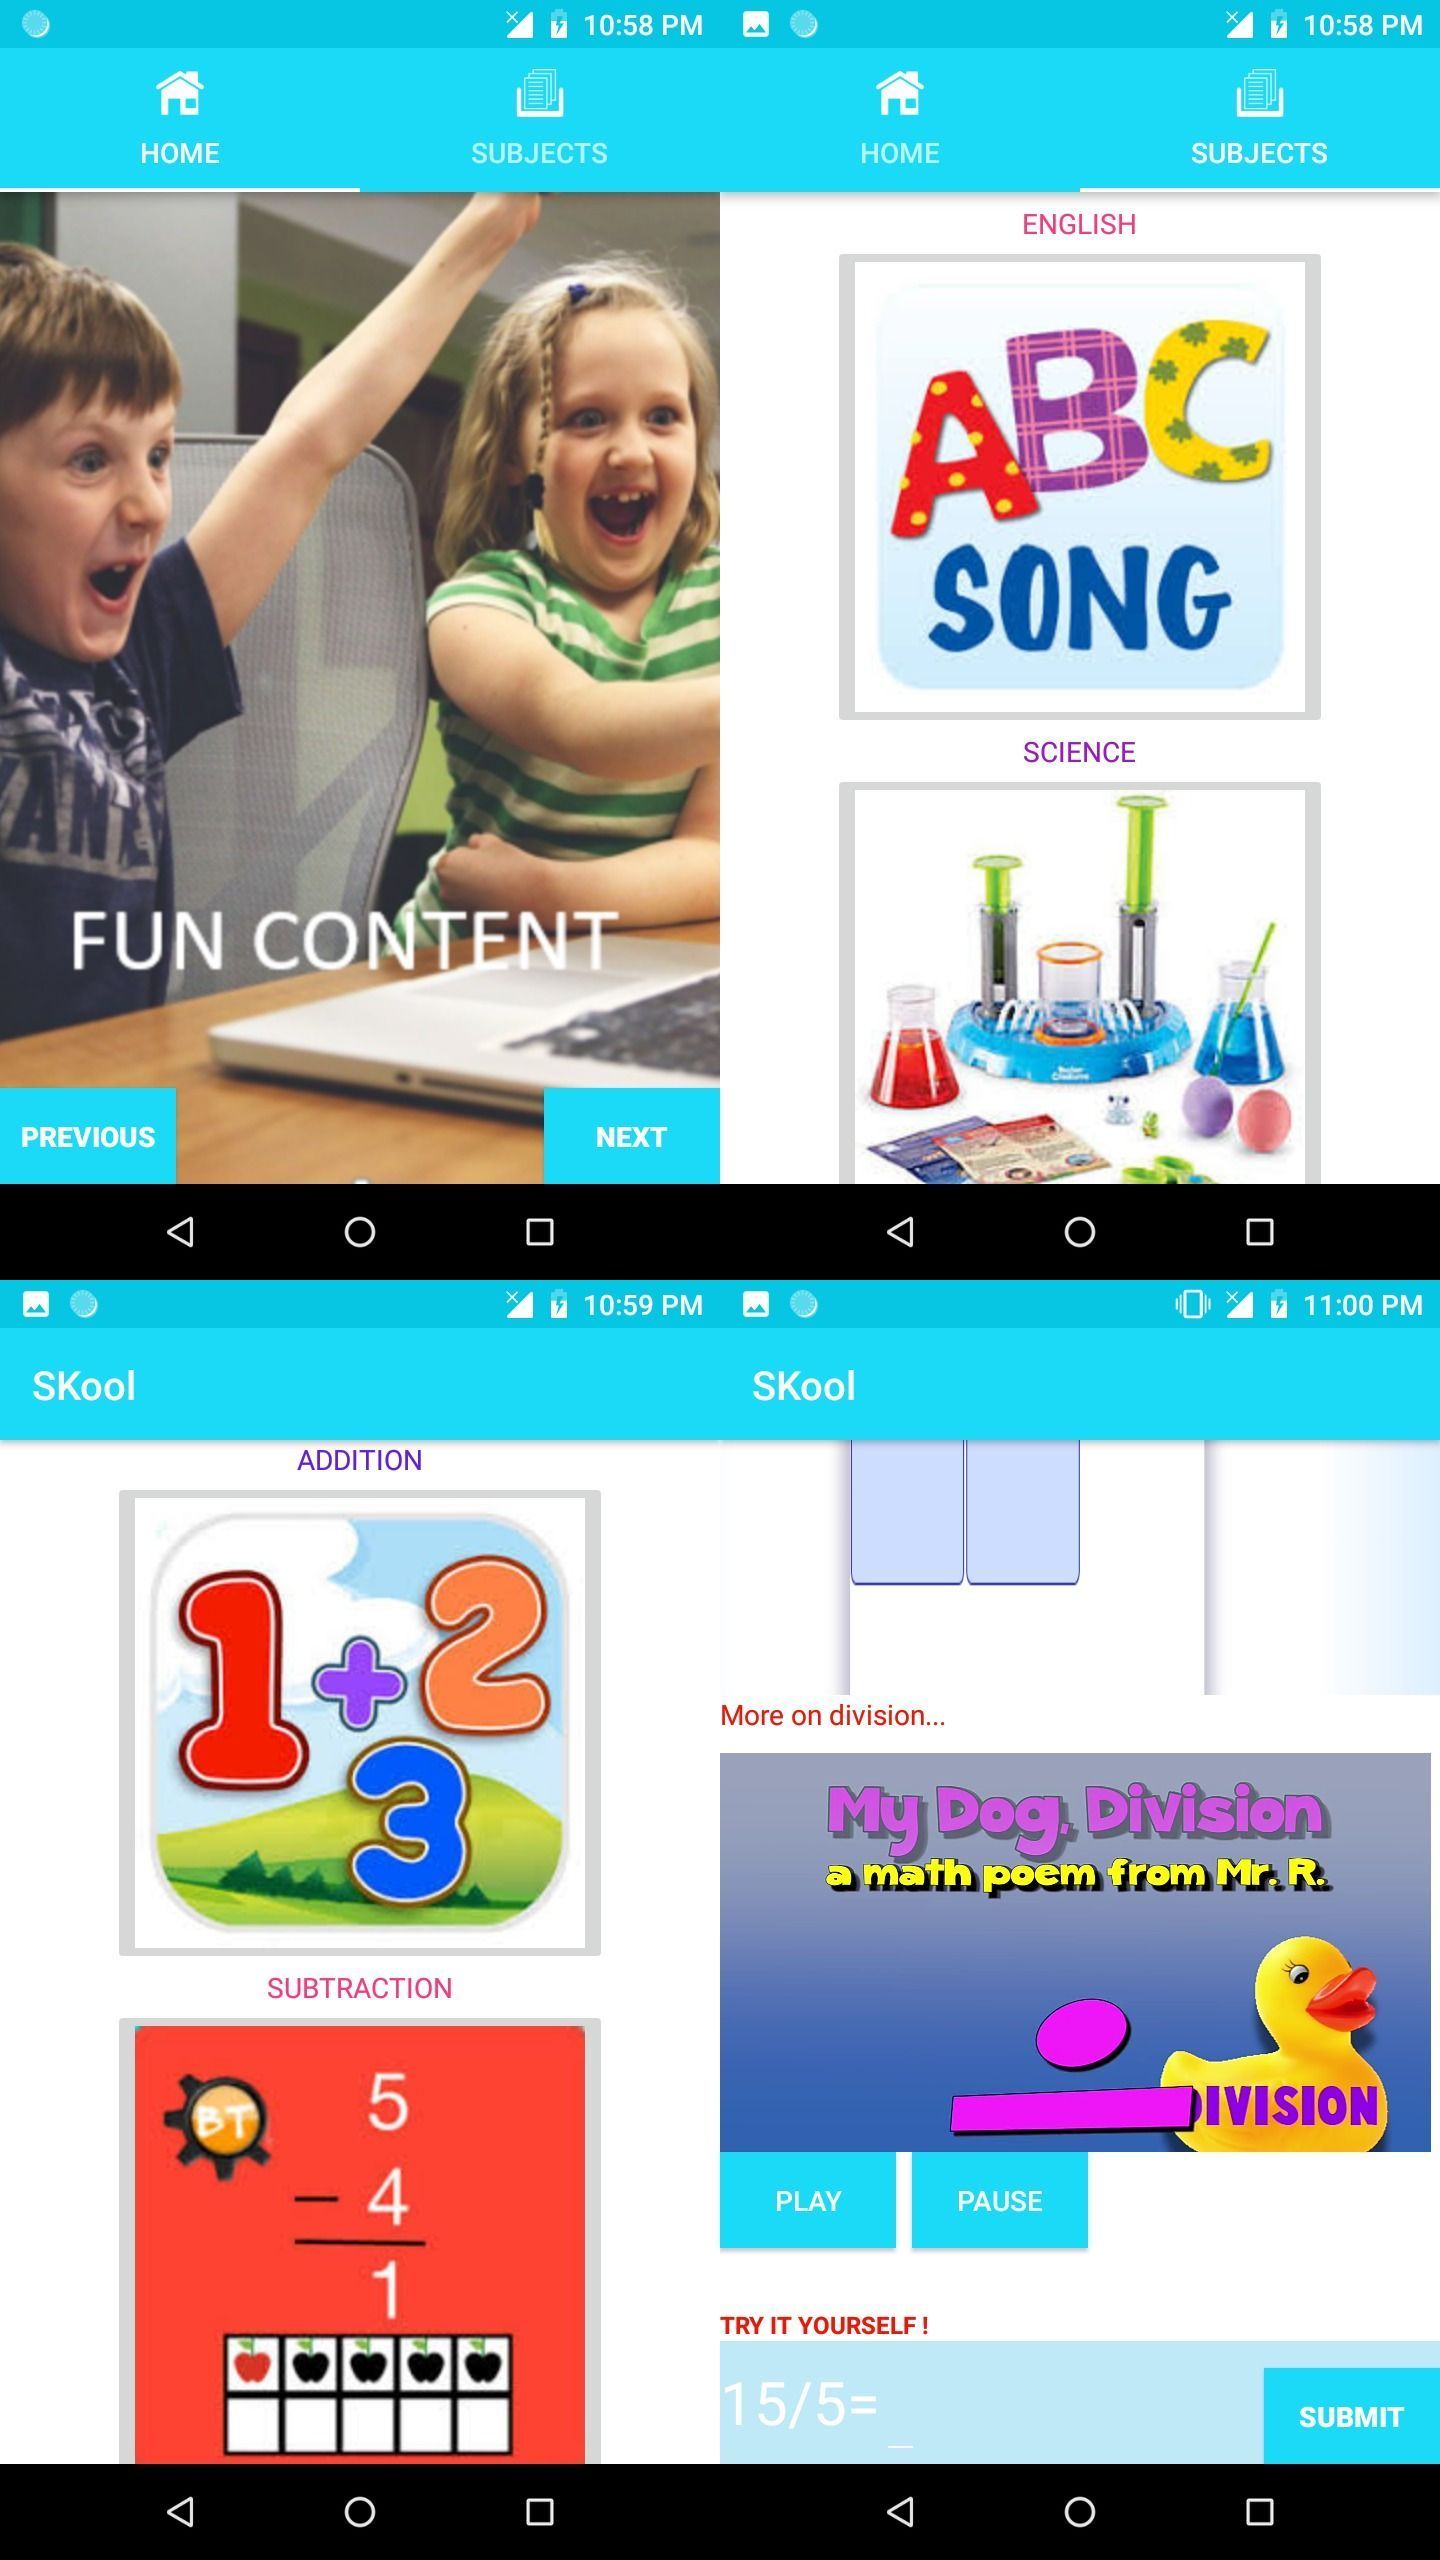 10:58 PM
HOME
SUBJECTS
FUN CONTENT
PREVIOUS
NEXT
10:58 PM
HOME
SUBJECTS
ENGLISH
ABC
SONG
SCIENCE
10:59 PM
SKool
ADDITION
1+2
3
SUBTRACTION
BT
5
- 4
1
11:00 PM
SKool
More on division...
My Dog, Division
a math poem from Mr. R.
DIVISION
PLAY
PAUSE
TRY IT YOURSELF !
15/5=
SUBMIT